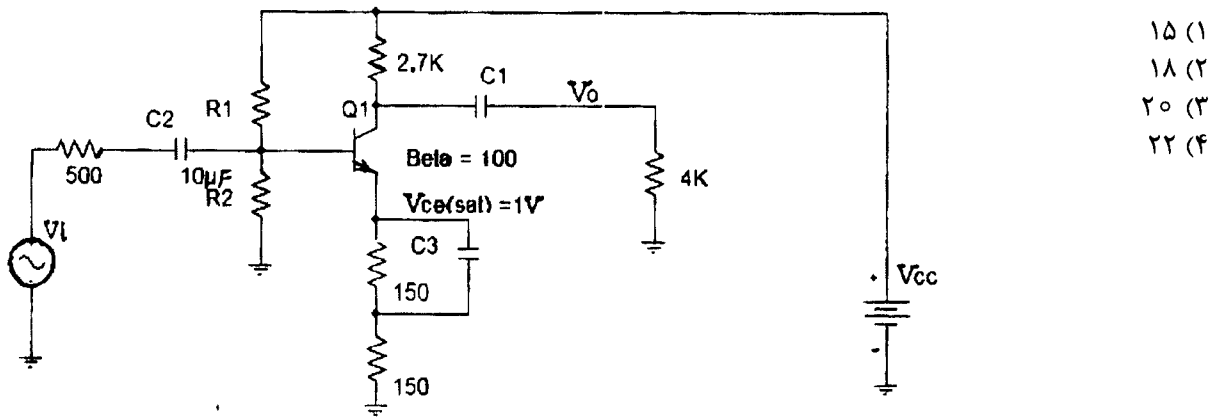 ۱) ۱۵
۲) ۱۸
۳) ۲۰
۴) ۲۲
2.7K
C1
Vo
R1
Q1
C2
Beta = 100
500
10µF
R2
4K
Vce(sat) = 1V
Vi
C3
Vcc
+
150
-
150